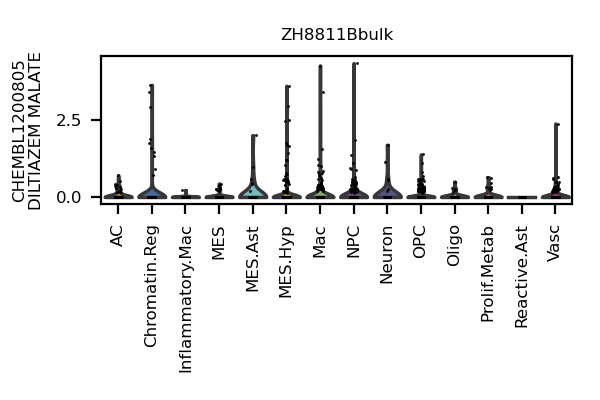 ZH8811Bbulk
CHEMBL1200805
DILTIAZEM MALATE
2.5
0.0
AC
Chromatin.Reg
Inflammatory.Mac
MES
MES.Ast
MES.Hyp
Mac
NPC
Neuron
OPC
Oligo
Prolif.Metab
Reactive.Ast
Vasc